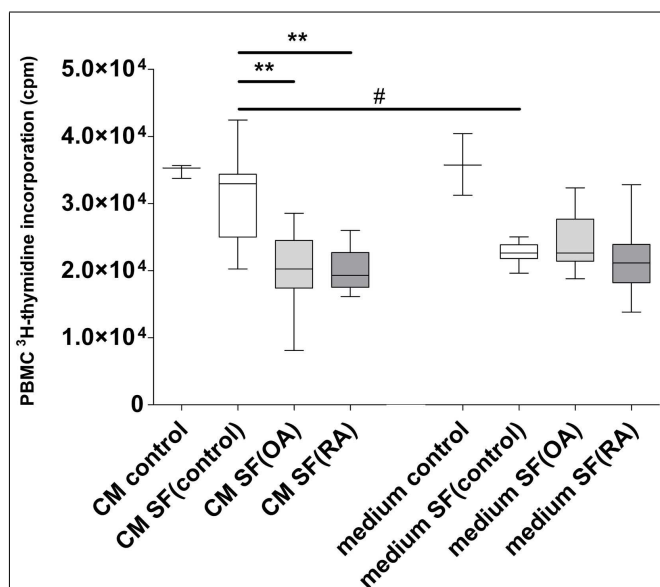 **
**
#
5.0×10⁴
4.0×10⁴
3.0×10⁴
2.0×10⁴
1.0×10⁴
0
PBMC ³H-thymidine incorporation (cpm)
CM control
CM SF(control)
CM SF(OA)
CM SF(RA)
medium control
medium SF(control)
medium SF(OA)
medium SF(RA)